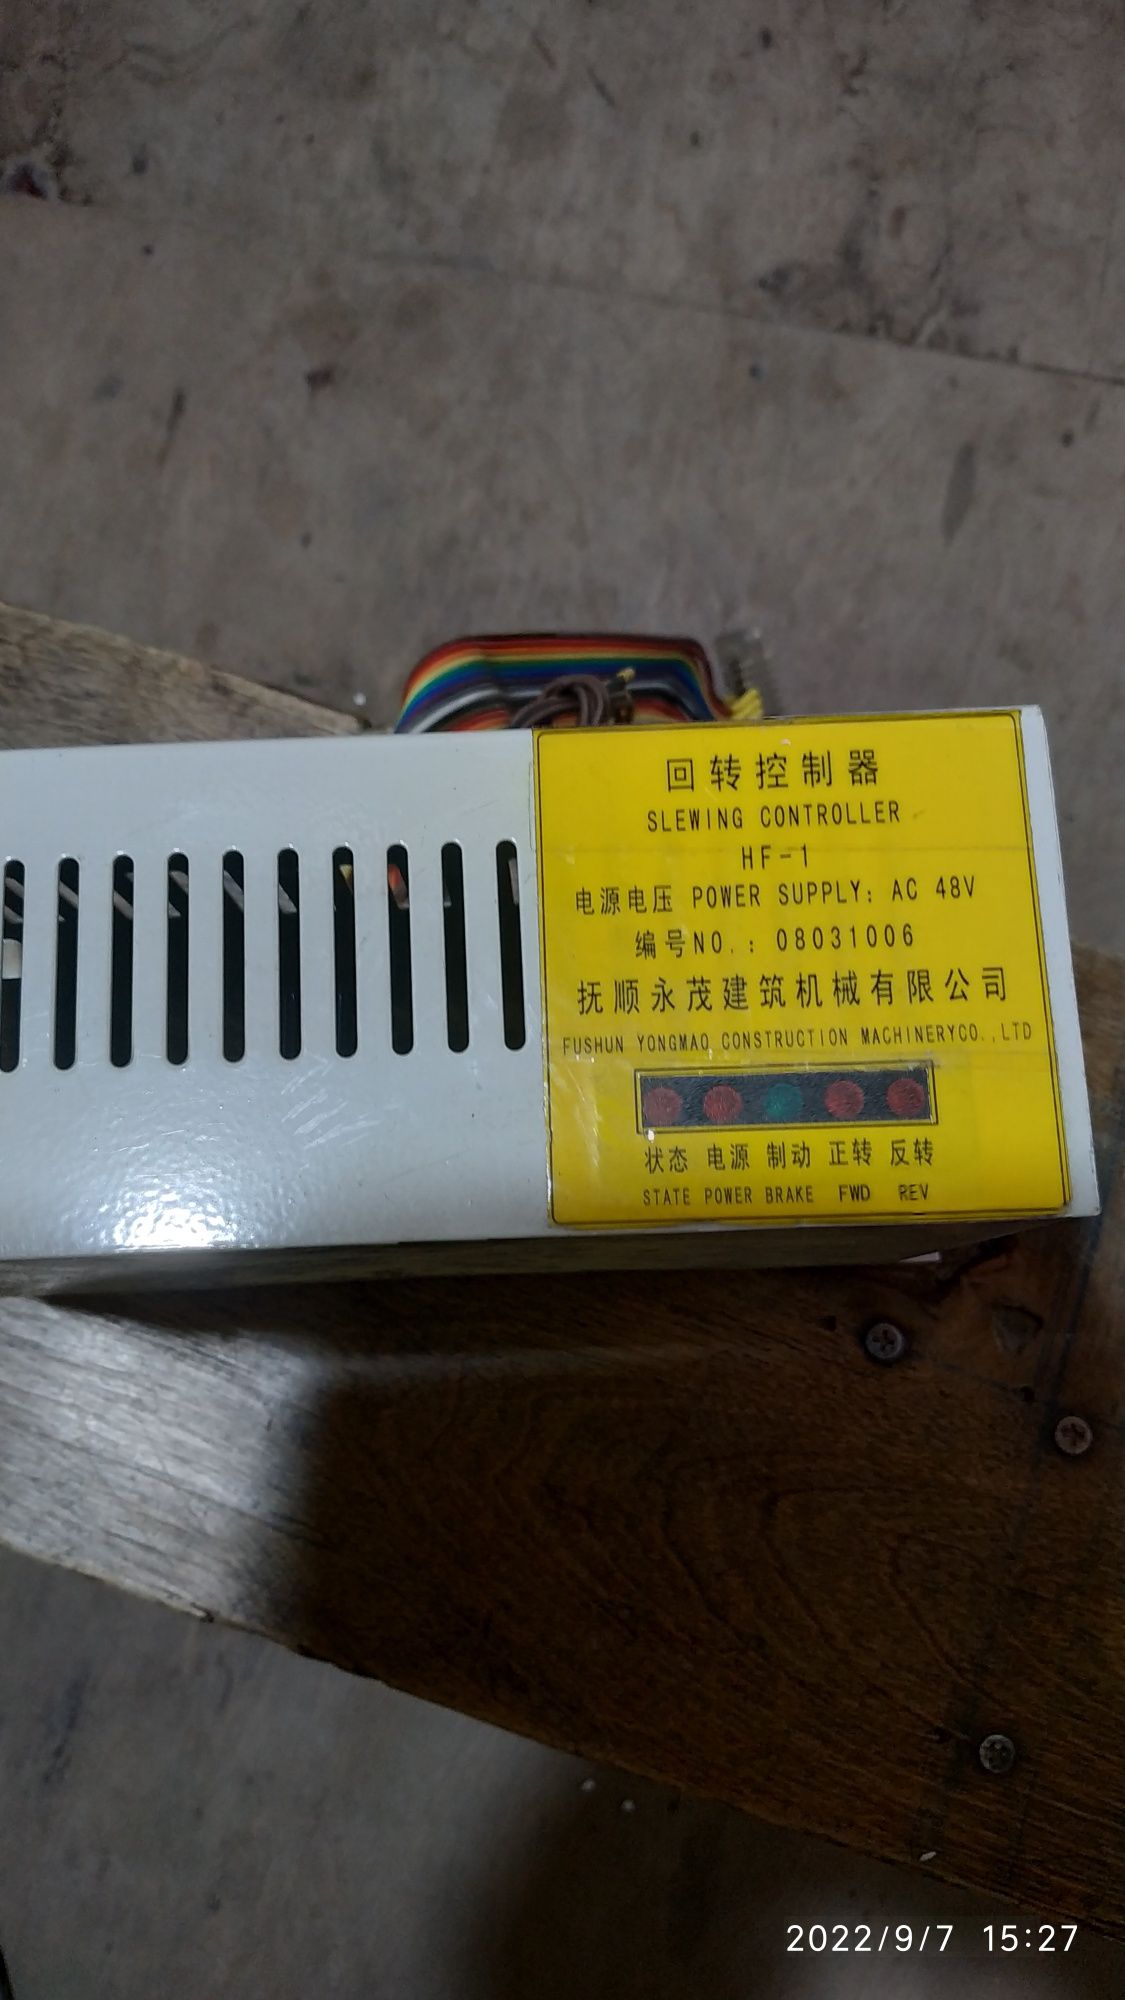 回转控制器
SLEWING CONTROLLER
HF-1
电源电压 POWER SUPPLY: AC 48V
编号NO.: 08031006
抚顺永茂建筑机械有限公司
FUSHUN YONGMAO CONSTRUCTION MACHINERYCO.,LTD
状态 电源 制动 正转 反转
STATE POWER BRAKE FWD REV
2022/9/7 15:27